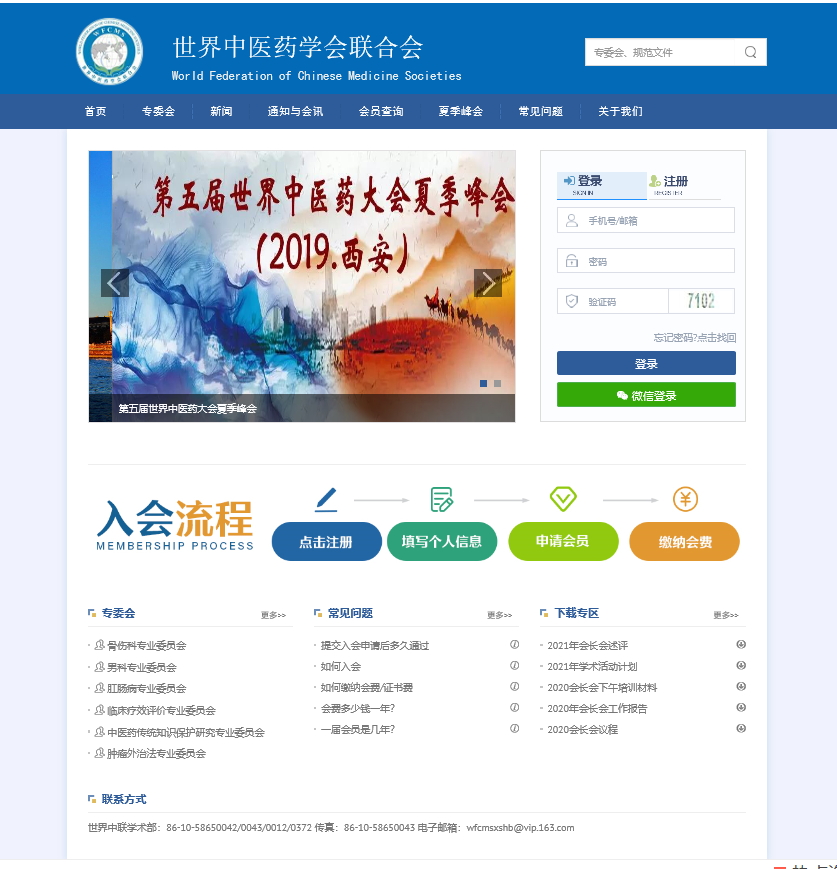 WFCMS
世界中医药学会联合会
World Federation of Chinese Medicine Societies
专委会、规范文件
首页 专委会 新闻 通知与会讯 会员查询 夏季峰会 常见问题 关于我们
第五届世界中医药大会夏季峰会
(2019.西安)
第五届世界中医药大会夏季峰会
登录 注册
SIGN IN REGISTER
手机号/邮箱
密码
验证码 7102
忘记密码?点击找回
登录
微信登录
入会流程
MEMBERSHIP PROCESS
点击注册 填写个人信息 申请会员 缴纳会费
专委会 更多>>
骨伤科专业委员会
男科专业委员会
肛肠病专业委员会
临床疗效评价专业委员会
中医药传统知识保护研究专业委员会
肿瘤外治法专业委员会
常见问题 更多>>
提交入会申请后多久通过
如何入会
如何缴纳会费/证书费
会费多少钱一年?
一届会员是几年?
下载专区 更多>>
2021年会长会述评
2021年学术活动计划
2020会长会下午培训材料
2020年会长会工作报告
2020会长会议程
联系方式
世界中联学术部：86-10-58650042/0043/0012/0372 传真：86-10-58650043 电子邮箱：wfcmsxshb@vip.163.com